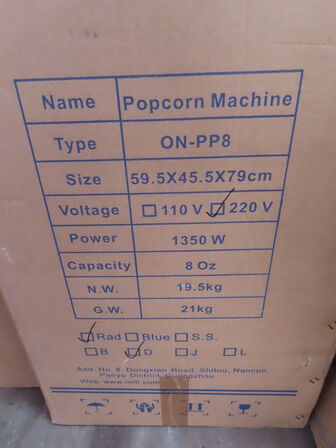 Name Popcorn Machine
Type ON-PP8
Size 59.5X45.5X79cm
Voltage ☐110 V ☑220 V
Power 1350 W
Capacity 8 Oz
N.W. 19.5kg
G.W. 21kg
☑Rad ☐Blue ☐S.S.
☐B ☑D ☐J ☐L
Add: No. 8, Dongxian Road, Shilou, Nancun,
Panyu District, Guangzhou